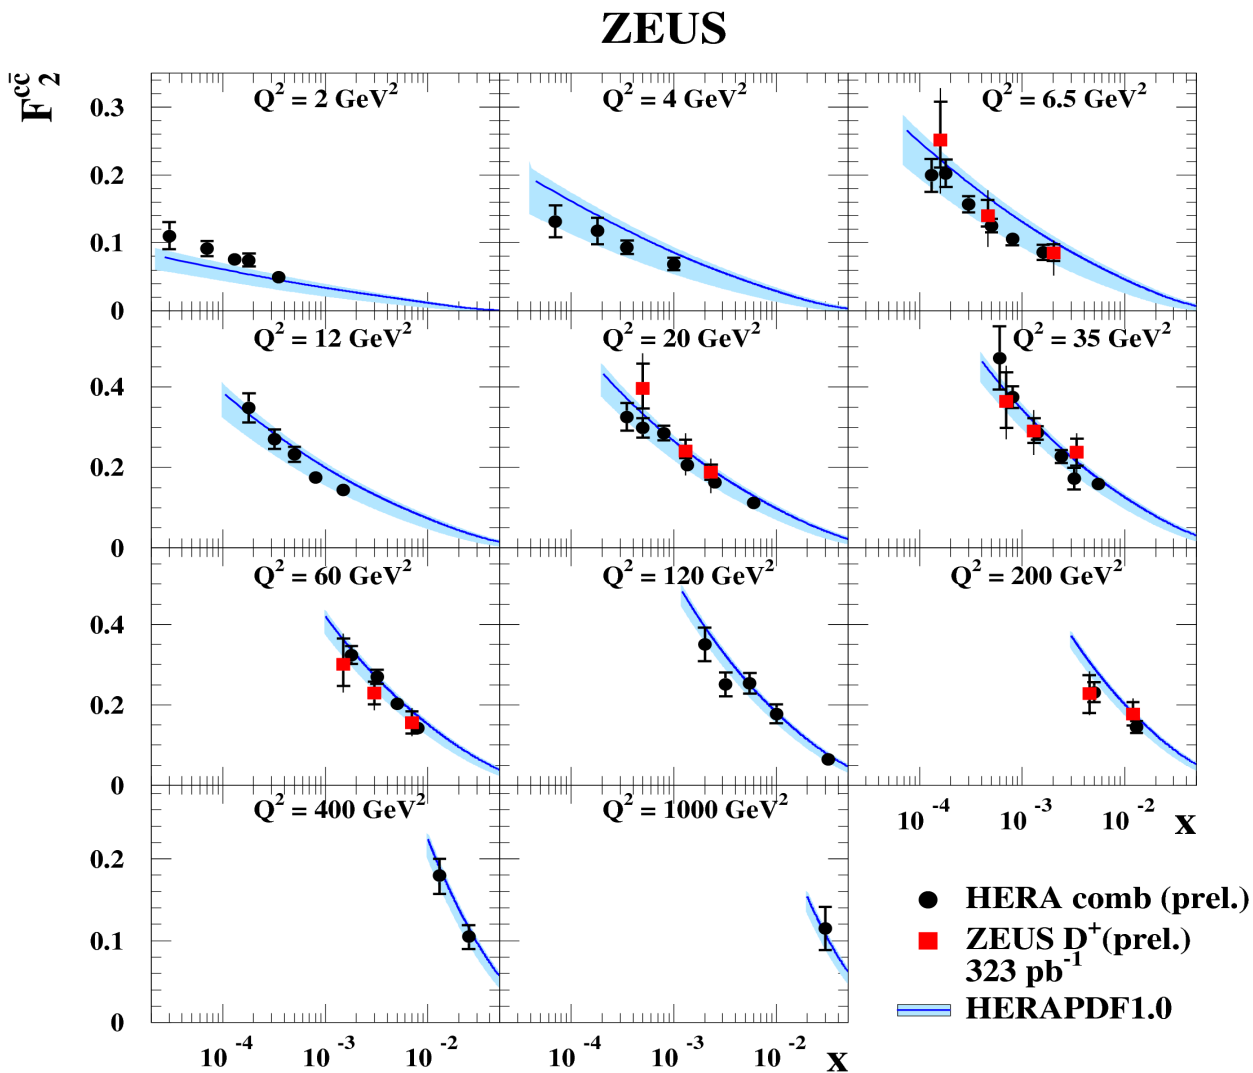 ZEUS
F₂^cc̄
Q² = 2 GeV²
Q² = 4 GeV²
Q² = 6.5 GeV²
0.3
0.2
0.1
0
Q² = 12 GeV²
Q² = 20 GeV²
Q² = 35 GeV²
0.4
0.2
0
Q² = 60 GeV²
Q² = 120 GeV²
Q² = 200 GeV²
0.4
0.2
0
10⁻⁴ 10⁻³ 10⁻² x
Q² = 400 GeV²
Q² = 1000 GeV²
0.2
0.1
0
10⁻⁴ 10⁻³ 10⁻²
10⁻⁴ 10⁻³ 10⁻² x
HERA comb (prel.)
ZEUS D⁺(prel.)
323 pb⁻¹
HERAPDF1.0